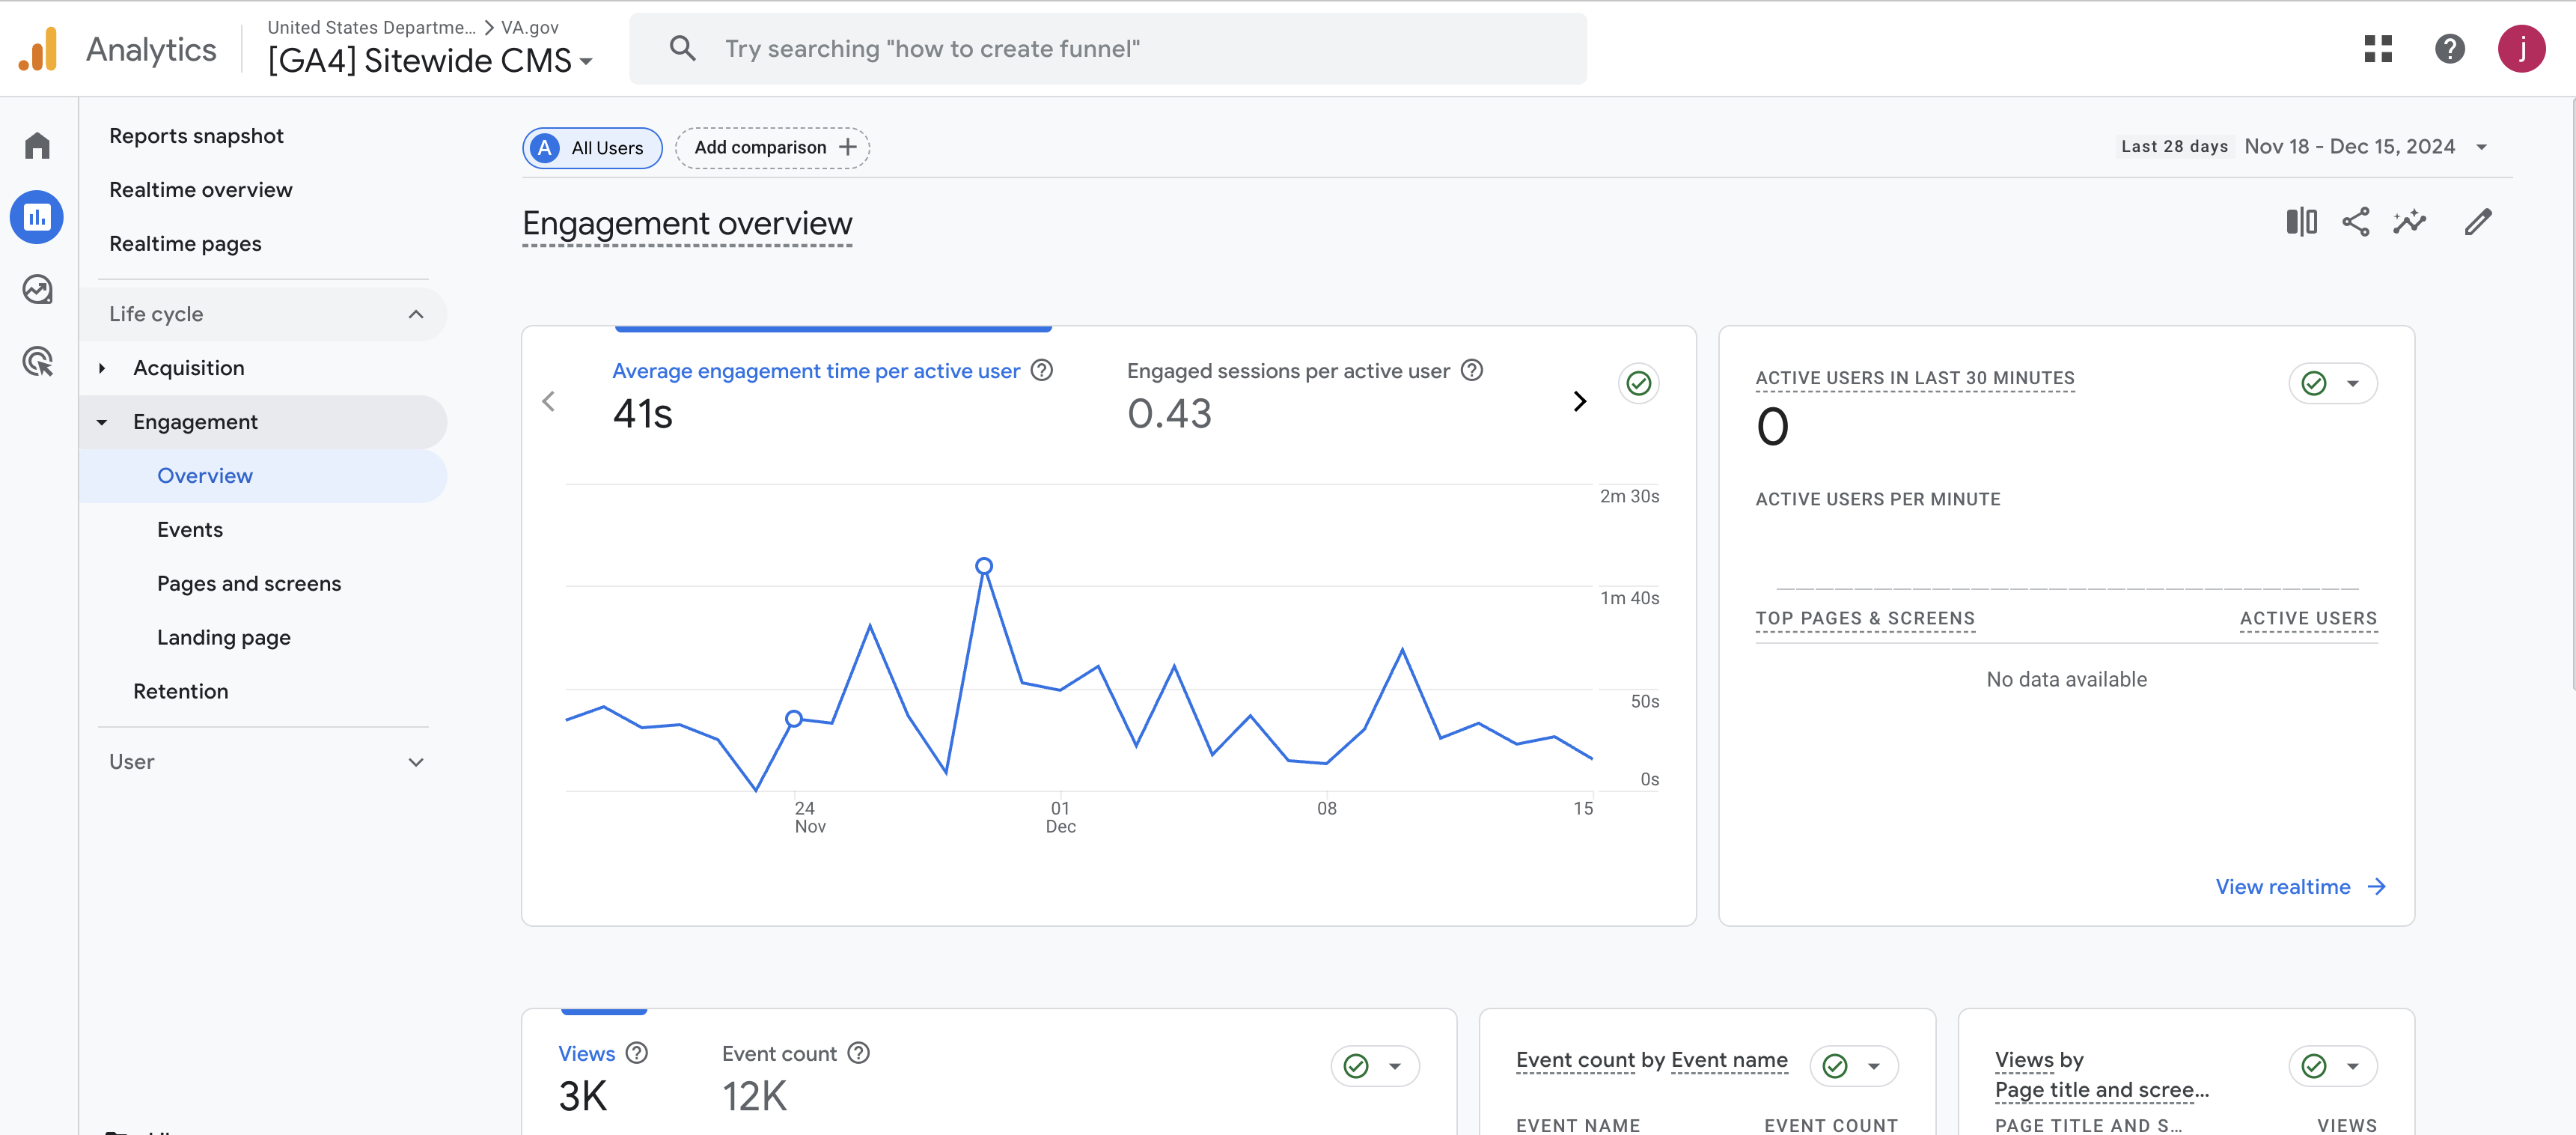 Analytics
United States Departme... > VA.gov
[GA4] Sitewide CMS
Try searching "how to create funnel"
j
Reports snapshot
Realtime overview
Realtime pages
Life cycle
Acquisition
Engagement
Overview
Events
Pages and screens
Landing page
Retention
User
A All Users
Add comparison +
Last 28 days Nov 18 - Dec 15, 2024
Engagement overview
Average engagement time per active user
41s
Engaged sessions per active user
0.43
2m 30s
1m 40s
50s
0s
24
Nov
01
Dec
08
15
ACTIVE USERS IN LAST 30 MINUTES
0
ACTIVE USERS PER MINUTE
TOP PAGES & SCREENS ACTIVE USERS
No data available
View realtime
Views
3K
Event count
12K
Event count by Event name
EVENT NAME EVENT COUNT
Views by
Page title and scree...
PAGE TITLE AND S... VIEWS